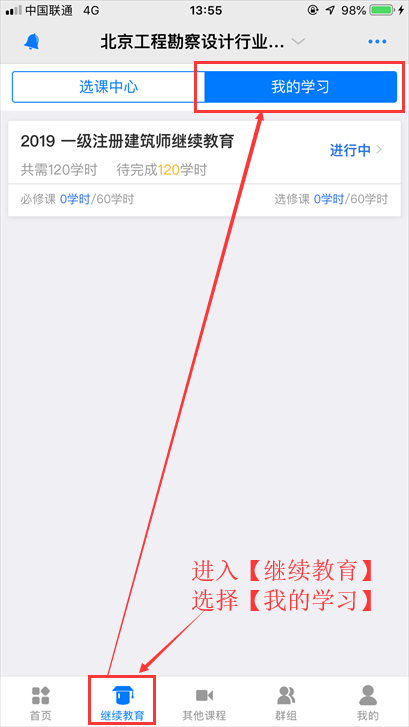 中国联通 4G 13:55 98%
北京工程勘察设计行业...
选课中心 我的学习
2019 一级注册建筑师继续教育
进行中
共需120学时 待完成120学时
必修课 0学时/60学时 选修课 0学时/60学时
进入【继续教育】
选择【我的学习】
首页 继续教育 其他课程 群组 我的